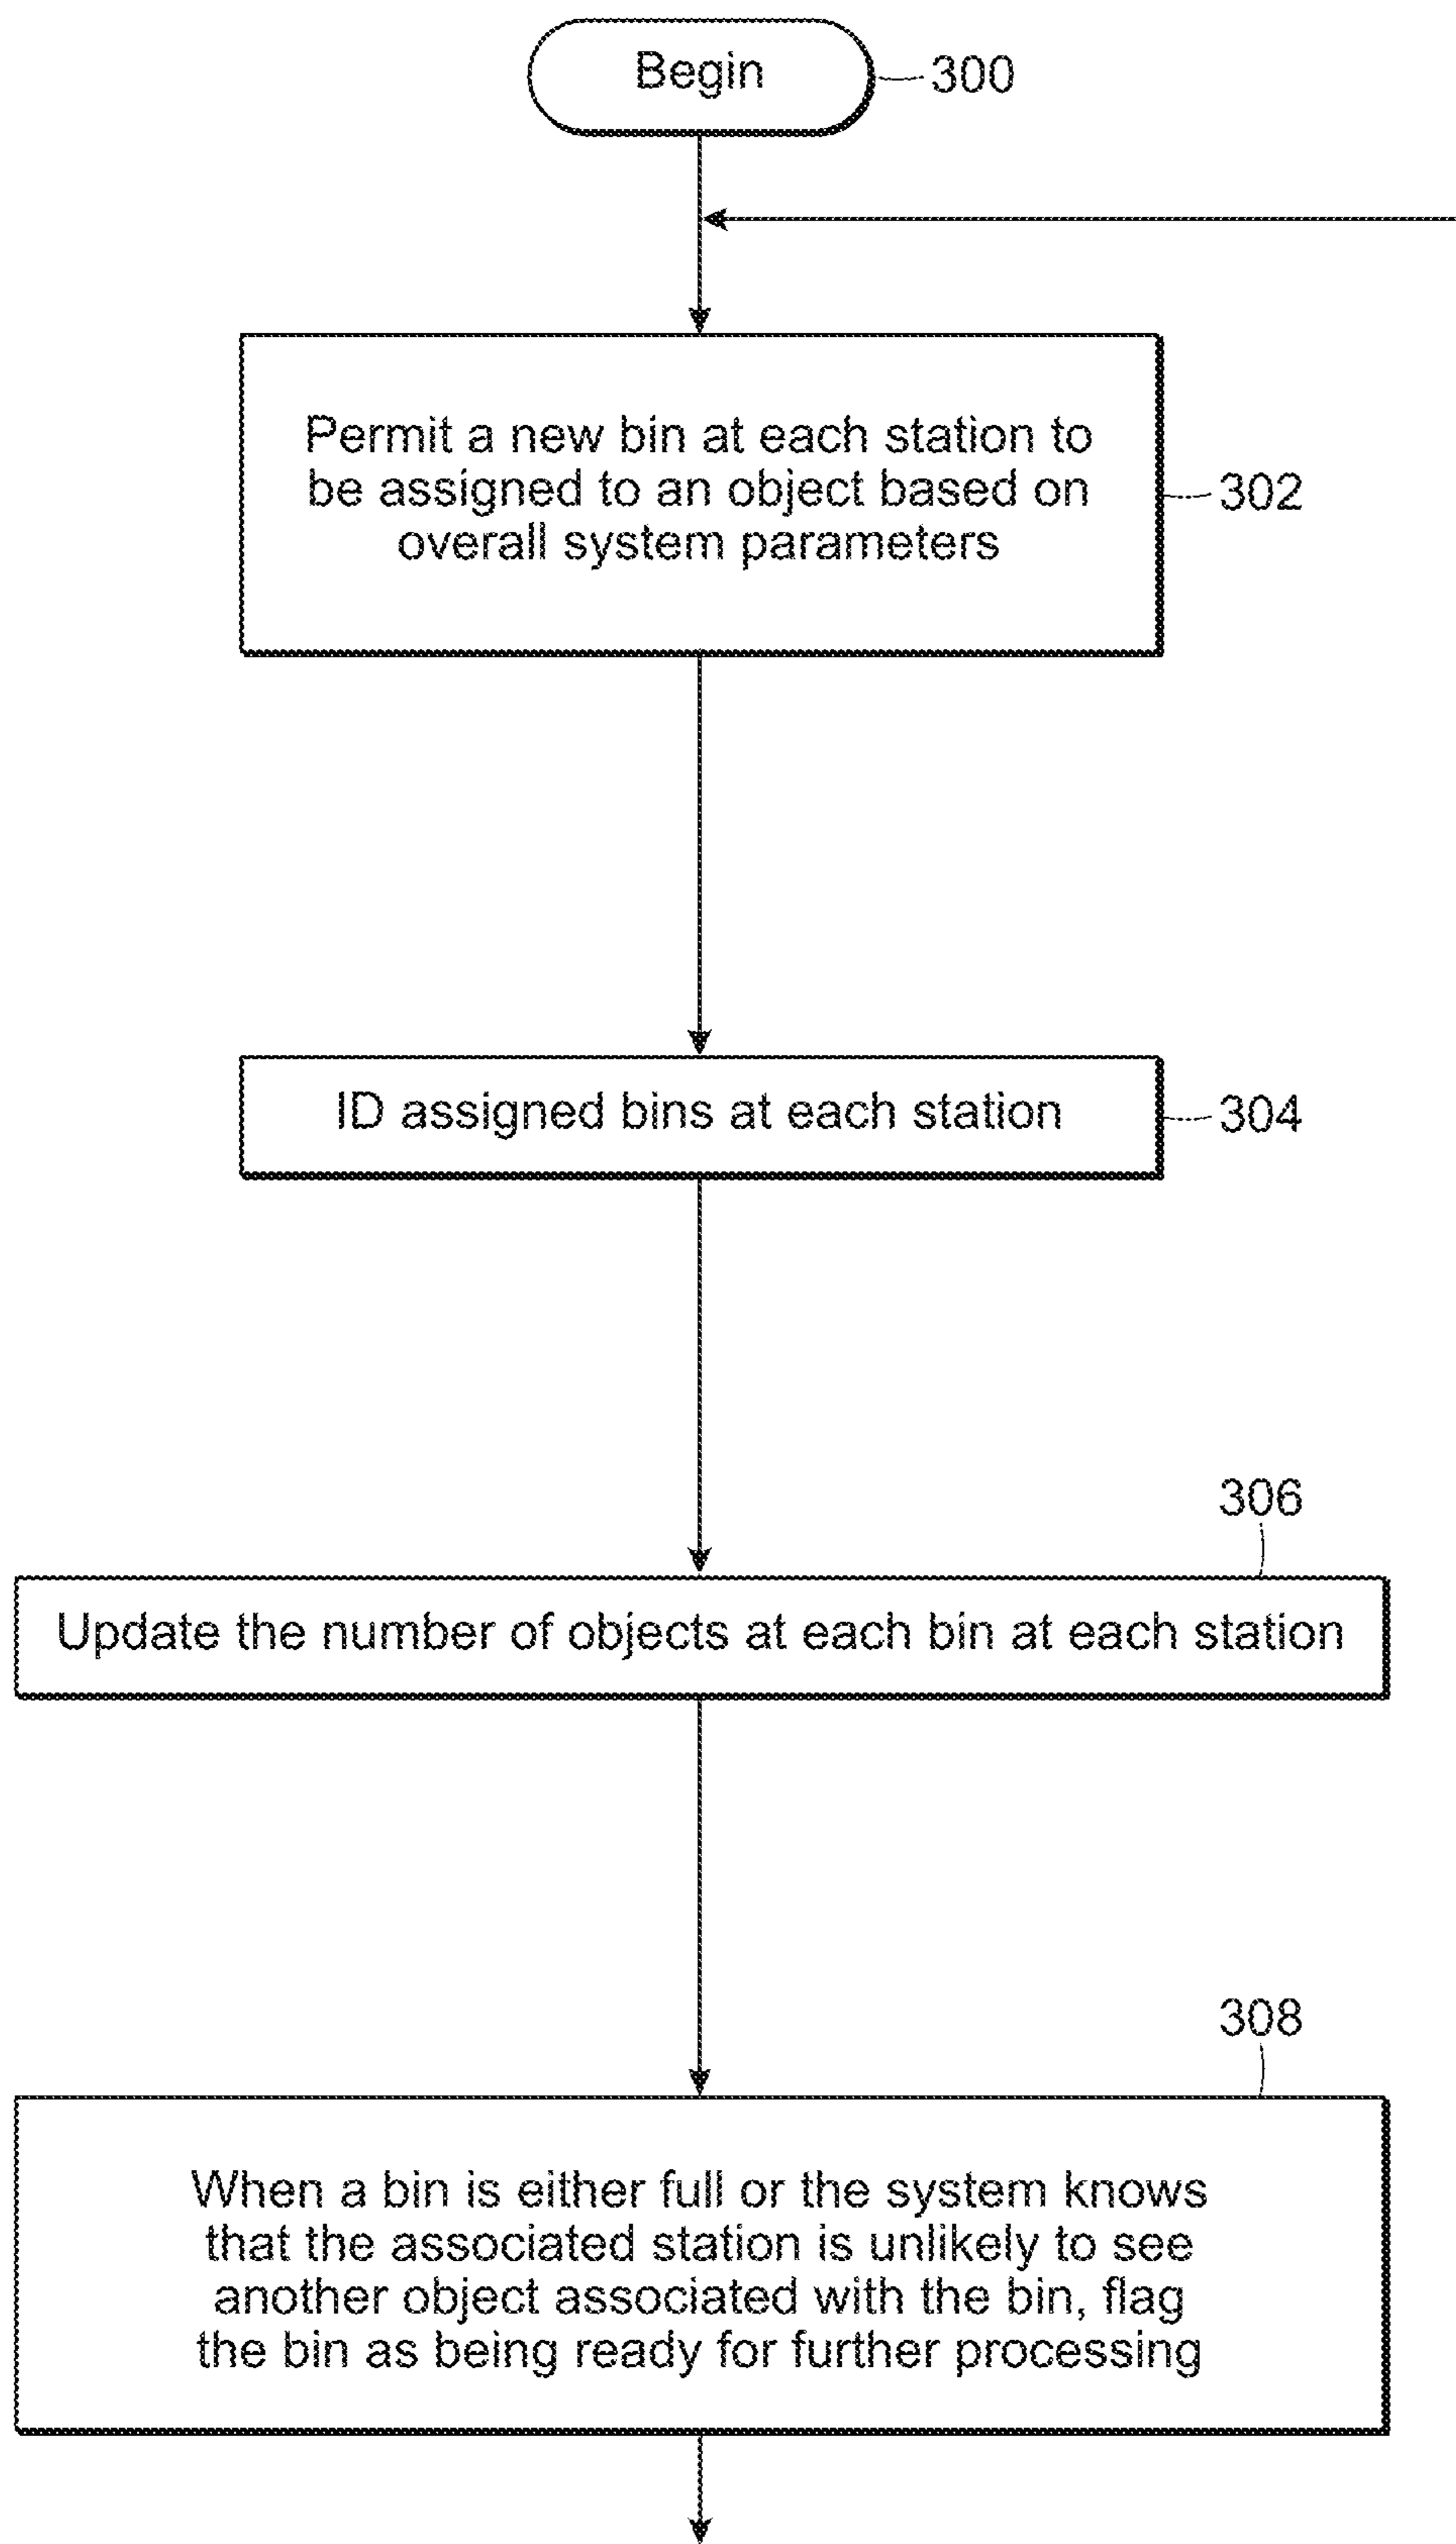 Begin
300
Permit a new bin at each station to
be assigned to an object based on
overall system parameters
302
ID assigned bins at each station
304
306
Update the number of objects at each bin at each station
308
When a bin is either full or the system knows
that the associated station is unlikely to see
another object associated with the bin, flag
the bin as being ready for further processing